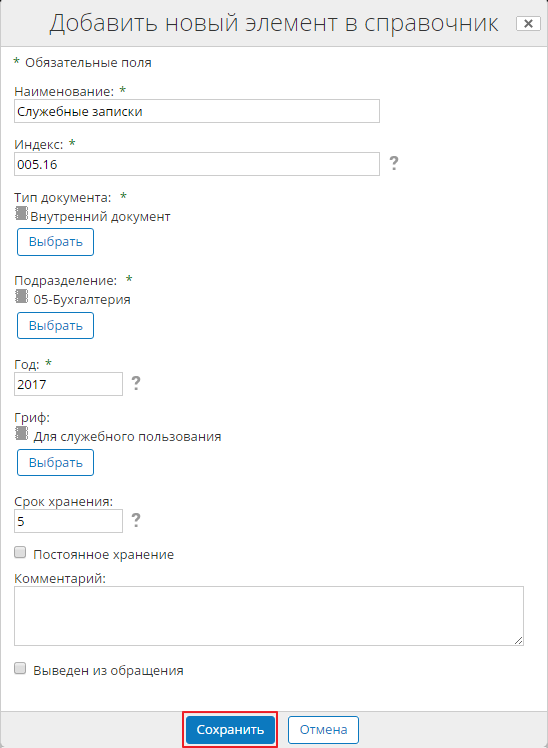 Добавить новый элемент в справочник
* Обязательные поля
Наименование: *
Служебные записки
Индекс: *
005.16
?
Тип документа: *
Внутренний документ
Выбрать
Подразделение: *
05-Бухгалтерия
Выбрать
Год: *
2017
?
Гриф:
Для служебного пользования
Выбрать
Срок хранения:
5
?
Постоянное хранение
Комментарий:
Выведен из обращения
Сохранить
Отмена